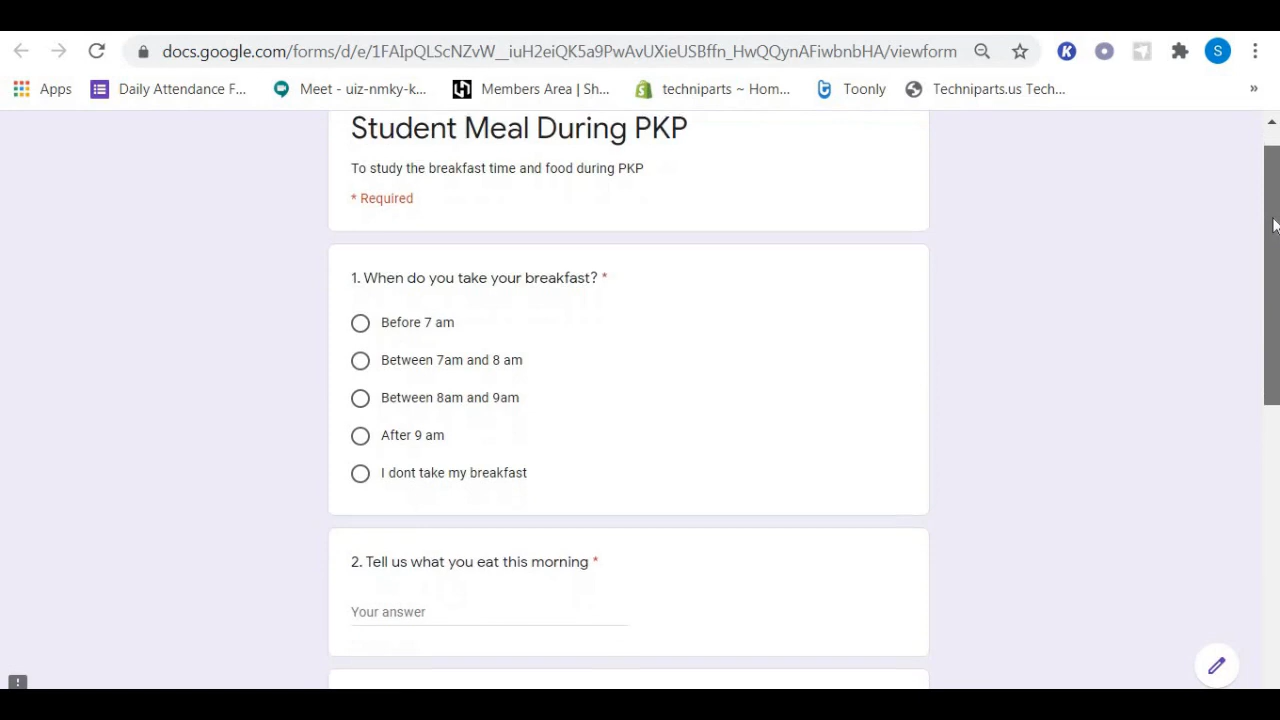 docs.google.com/forms/d/e/1FAIpQLScNZvW__iuH2eiQK5a9PwAvUXieUSBffn_HwQQynAFiwbnbHA/viewform
K
S
Apps
Daily Attendance F...
Meet - uiz-nmky-k...
Members Area | Sh...
techniparts ~ Hom...
Toonly
Techniparts.us Tech...
»
Student Meal During PKP
To study the breakfast time and food during PKP
* Required
1. When do you take your breakfast? *
Before 7 am
Between 7am and 8 am
Between 8am and 9am
After 9 am
I dont take my breakfast
2. Tell us what you eat this morning *
Your answer